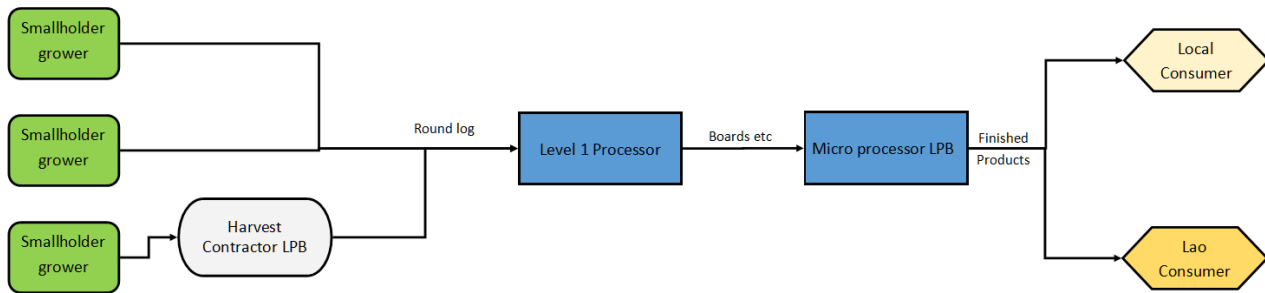 Smallholder
grower
Smallholder
grower
Smallholder
grower
Harvest
Contractor LPB
Round log
Level 1 Processor
Boards etc
Micro processor LPB
Finished
Products
Local
Consumer
Lao
Consumer